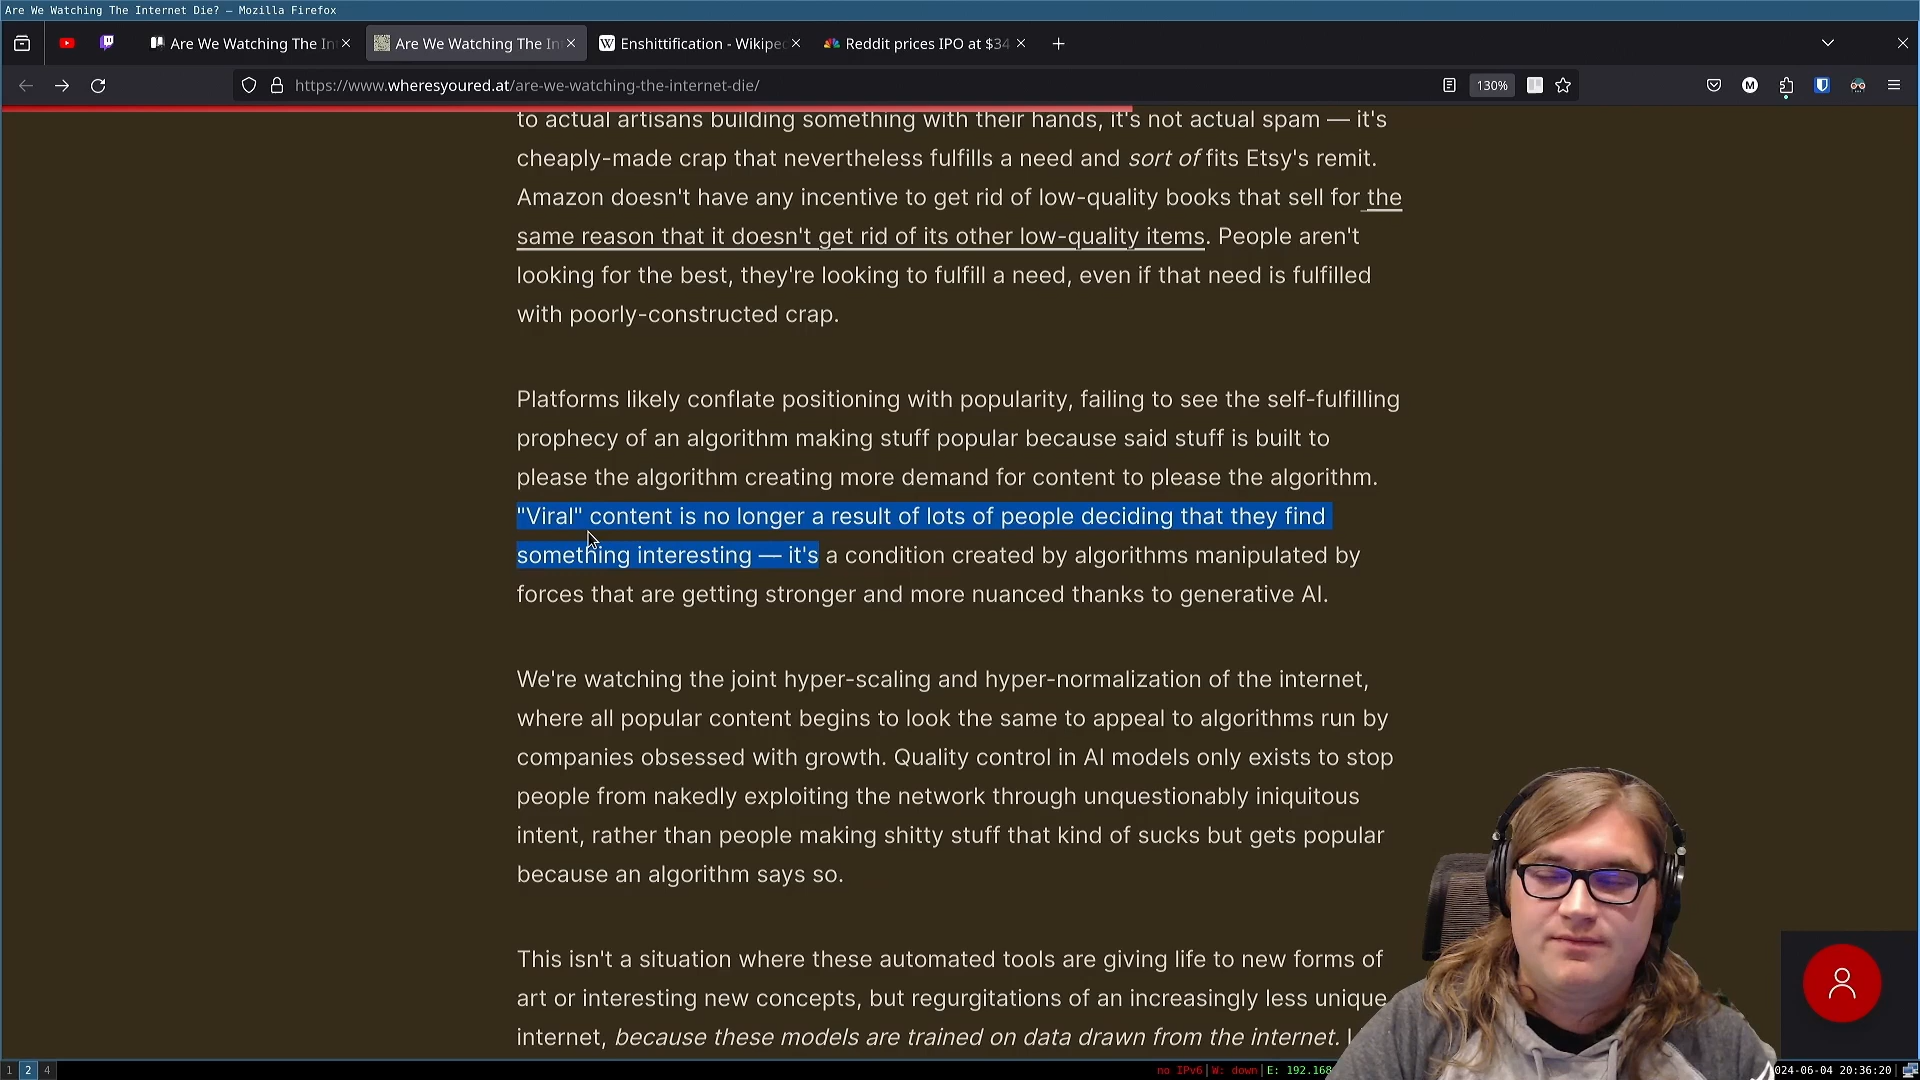 Are We Watching The Internet Die? — Mozilla Firefox
Are We Watching The In
Are We Watching The In
Enshittification - Wikiped
Reddit prices IPO at $34
https://www.wheresyoured.at/are-we-watching-the-internet-die/
130%
to actual artisans building something with their hands, it's not actual spam — it's
cheaply-made crap that nevertheless fulfills a need and sort of fits Etsy's remit.
Amazon doesn't have any incentive to get rid of low-quality books that sell for the
same reason that it doesn't get rid of its other low-quality items. People aren't
looking for the best, they're looking to fulfill a need, even if that need is fulfilled
with poorly-constructed crap.
Platforms likely conflate positioning with popularity, failing to see the self-fulfilling
prophecy of an algorithm making stuff popular because said stuff is built to
please the algorithm creating more demand for content to please the algorithm.
"Viral" content is no longer a result of lots of people deciding that they find
something interesting — it's a condition created by algorithms manipulated by
forces that are getting stronger and more nuanced thanks to generative AI.
We're watching the joint hyper-scaling and hyper-normalization of the internet,
where all popular content begins to look the same to appeal to algorithms run by
companies obsessed with growth. Quality control in AI models only exists to stop
people from nakedly exploiting the network through unquestionably iniquitous
intent, rather than people making shitty stuff that kind of sucks but gets popular
because an algorithm says so.
This isn't a situation where these automated tools are giving life to new forms of
art or interesting new concepts, but regurgitations of an increasingly less unique
internet, because these models are trained on data drawn from the internet. I
1 2 4
no IPv6|W: down|E: 192.168
024-06-04 20:36:20